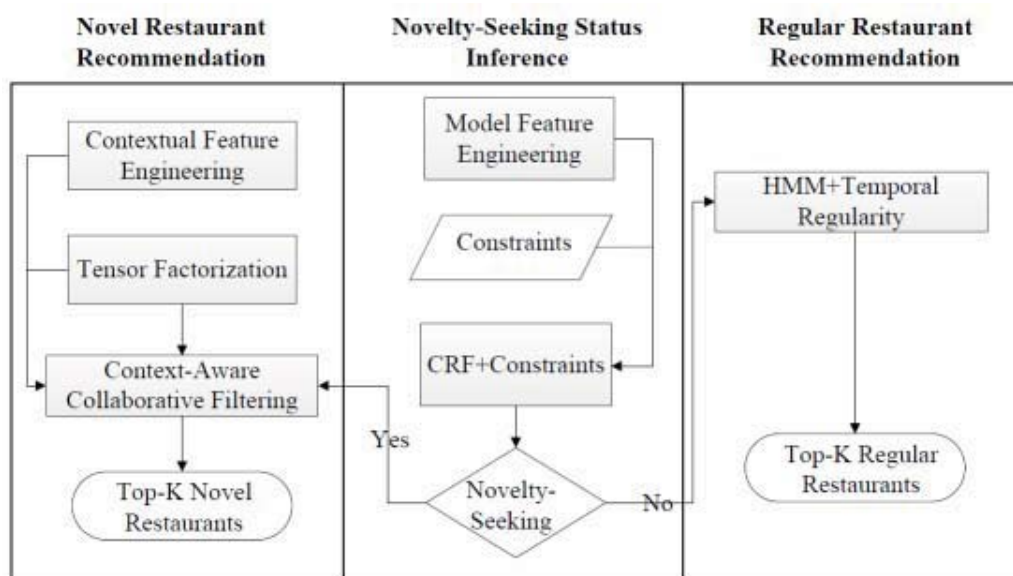 Novel Restaurant
Recommendation
Novelty-Seeking Status
Inference
Regular Restaurant
Recommendation
Contextual Feature
Engineering
Tensor Factorization
Context-Aware
Collaborative Filtering
Top-K Novel
Restaurants
Model Feature
Engineering
Constraints
CRF+Constraints
Yes
Novelty-
Seeking
No
HMM+Temporal
Regularity
Top-K Regular
Restaurants